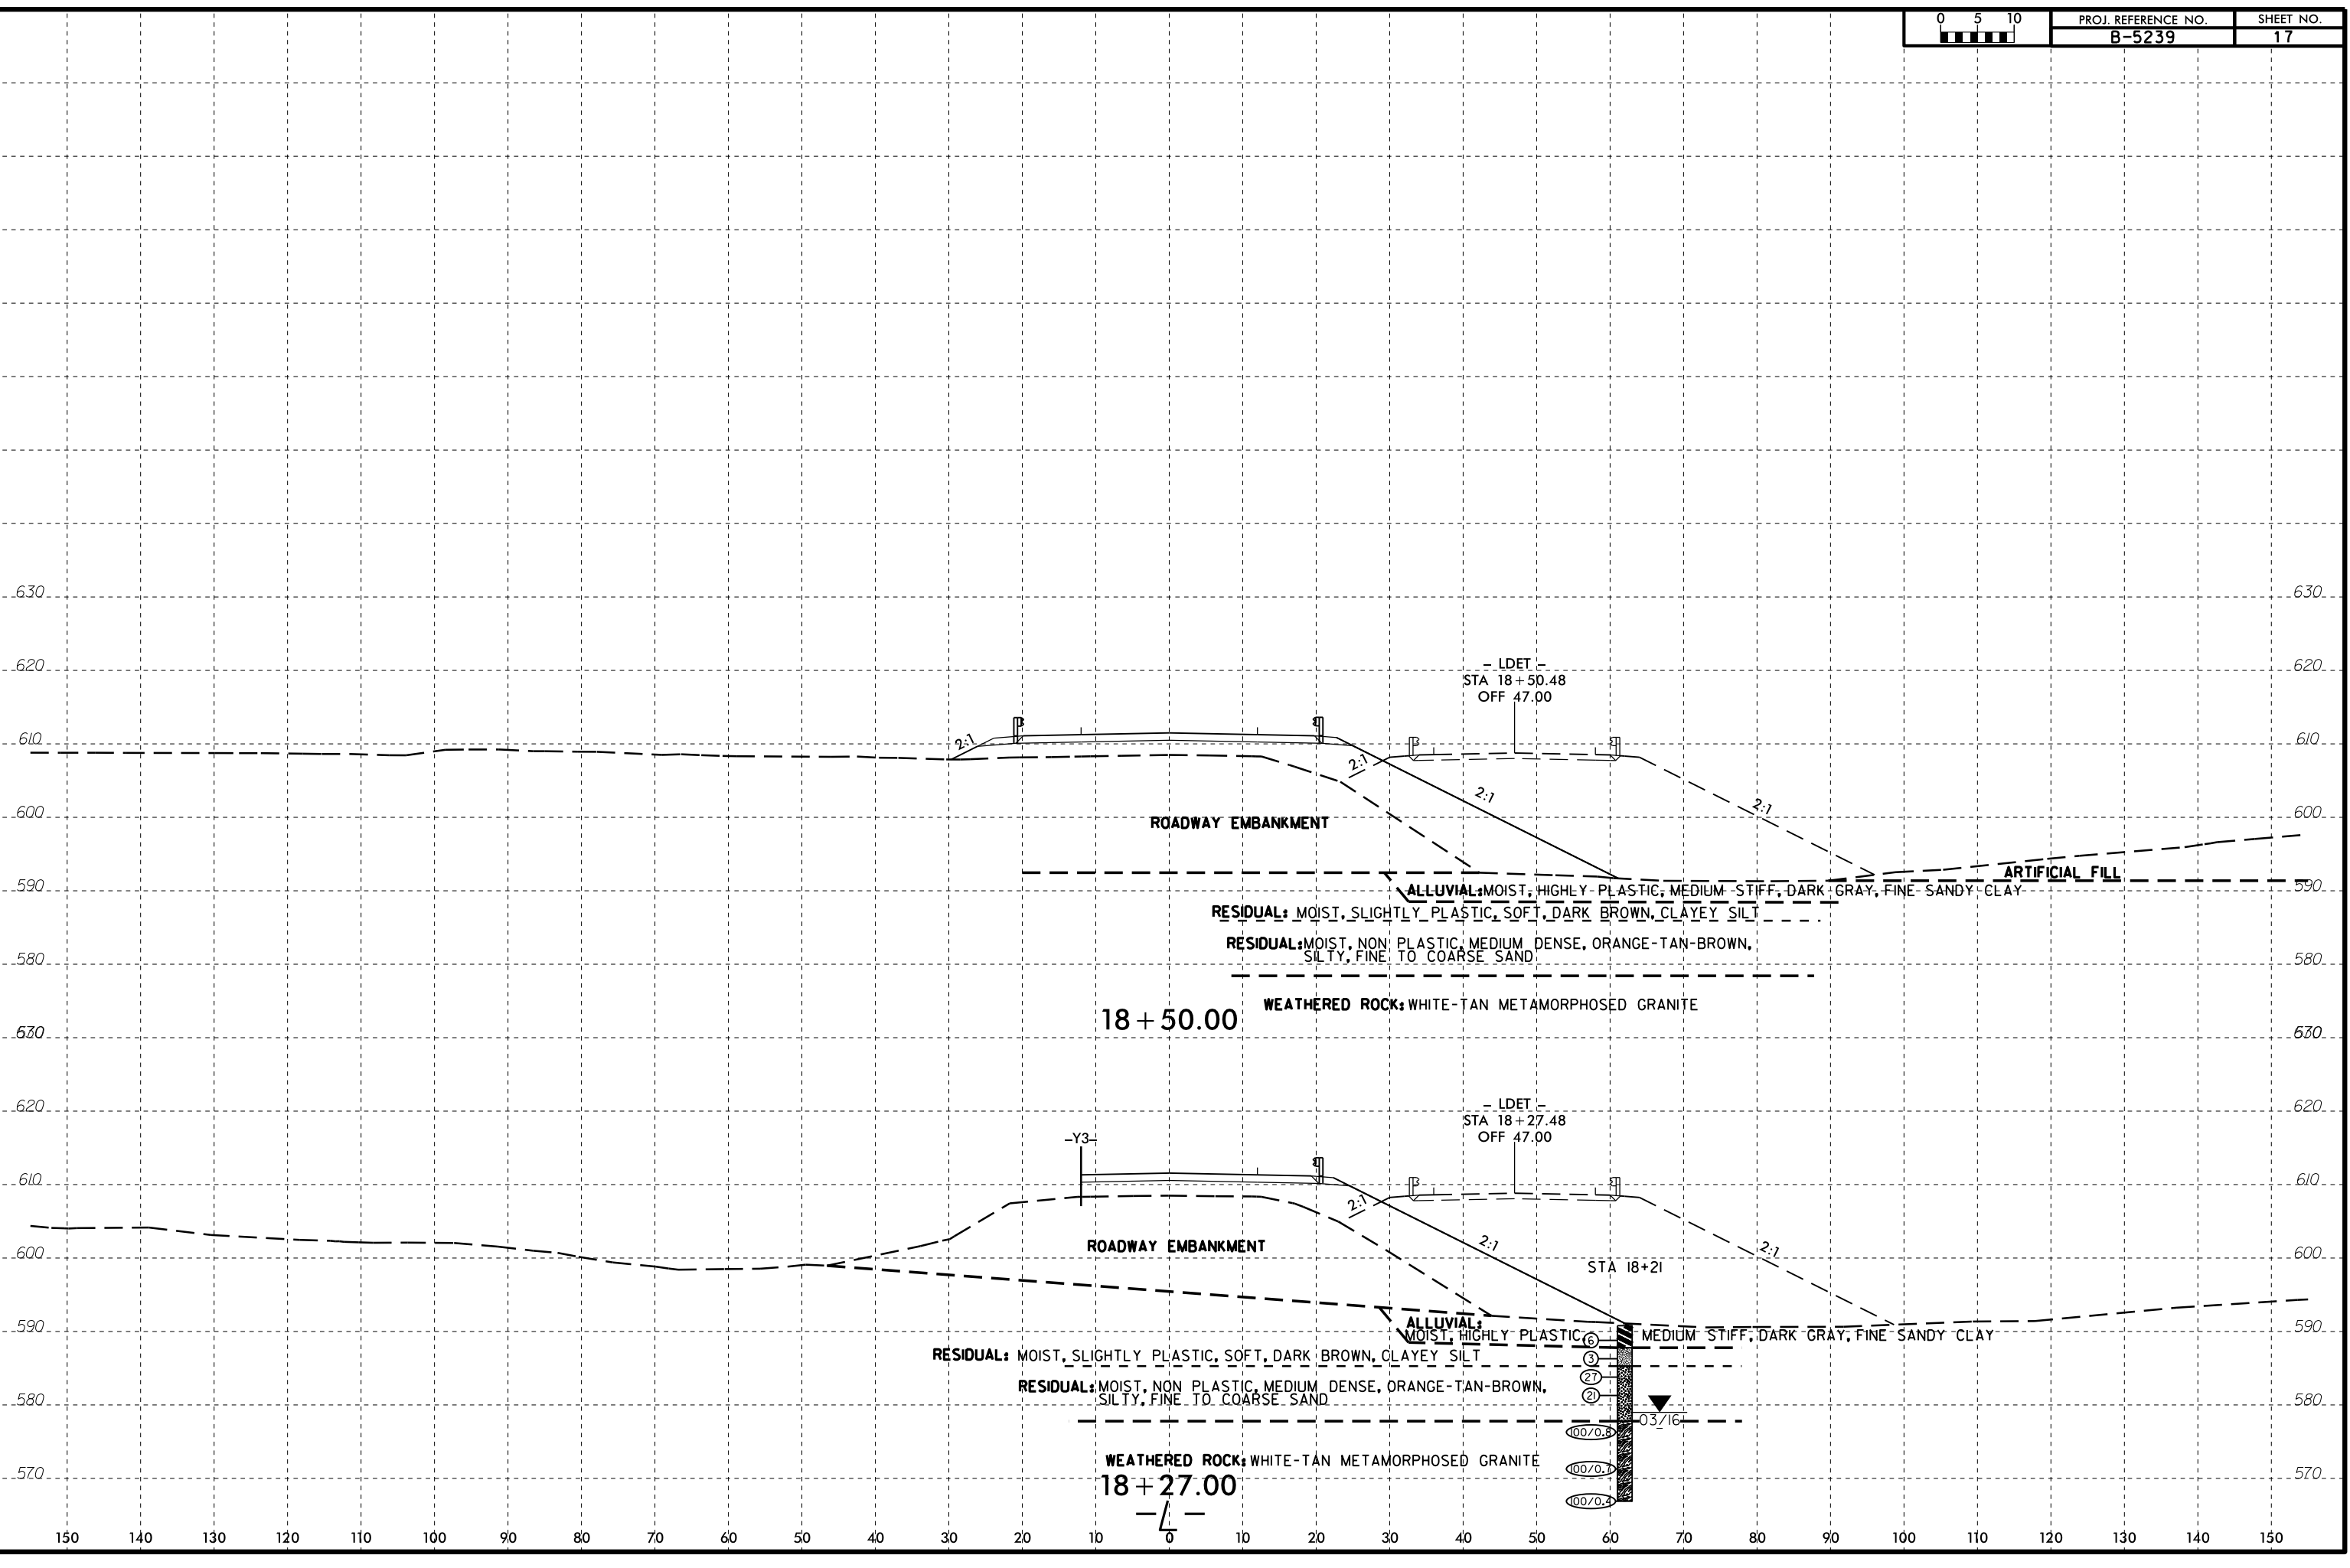 0 5 10
PROJ. REFERENCE NO.
SHEET NO.
B-5239
17
630 630
620 620
– LDET –
STA 18+50.48
OFF 47.00
610 610
2:1
2:1
2:1
2:1
600 600
ROADWAY EMBANKMENT
ARTIFICIAL FILL
590 590
ALLUVIAL: MOIST, HIGHLY PLASTIC, MEDIUM STIFF, DARK GRAY, FINE SANDY CLAY
RESIDUAL: MOIST, SLIGHTLY PLASTIC, SOFT, DARK BROWN, CLAYEY SILT
RESIDUAL: MOIST, NON PLASTIC, MEDIUM DENSE, ORANGE-TAN-BROWN,
SILTY, FINE TO COARSE SAND
580 580
WEATHERED ROCK: WHITE-TAN METAMORPHOSED GRANITE
18+50.00
630 630
620 620
– LDET –
STA 18+27.48
OFF 47.00
–Y3–
610 610
2:1
2:1
2:1
600 600
ROADWAY EMBANKMENT
STA 18+21
590 590
ALLUVIAL:
MOIST, HIGHLY PLASTIC, 6 MEDIUM STIFF, DARK GRAY, FINE SANDY CLAY
RESIDUAL: MOIST, SLIGHTLY PLASTIC, SOFT, DARK BROWN, CLAYEY SILT
3
27
RESIDUAL: MOIST, NON PLASTIC, MEDIUM DENSE, ORANGE-TAN-BROWN,
SILTY, FINE TO COARSE SAND
21
580 580
03/16
100/0.8
WEATHERED ROCK: WHITE-TAN METAMORPHOSED GRANITE
100/0.7
570 570
18+27.00
100/0.4
– L –
150 140 130 120 110 100 90 80 70 60 50 40 30 20 10 0 10 20 30 40 50 60 70 80 90 100 110 120 130 140 150